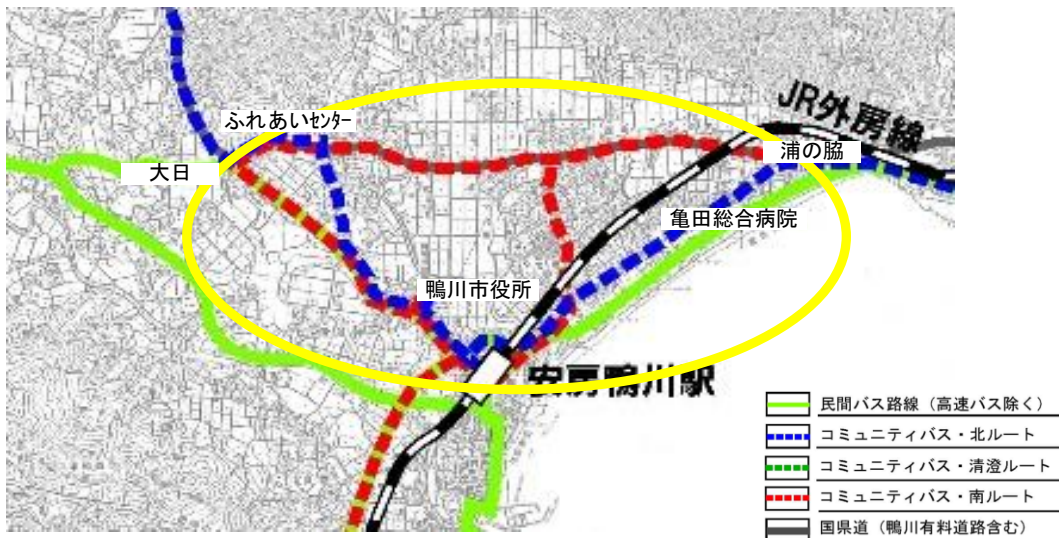 JR外房線
ふれあいセンター
浦の脇
大日
亀田総合病院
鴨川市役所
安房鴨川駅
民間バス路線（高速バス除く）
コミュニティバス・北ルート
コミュニティバス・清澄ルート
コミュニティバス・南ルート
国県道（鴨川有料道路含む）